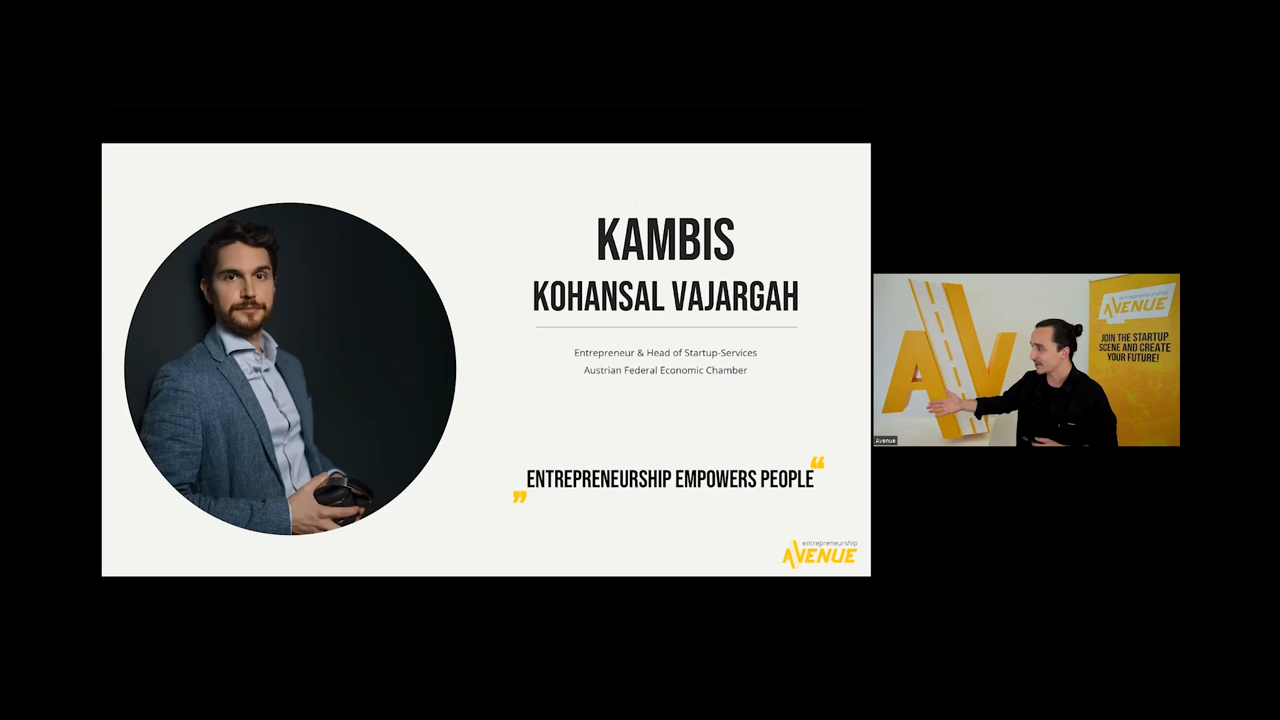 KAMBIS
KOHANSAL VAJARGAH
Entrepreneur & Head of Startup-Services
Austrian Federal Economic Chamber
„ENTREPRENEURSHIP EMPOWERS PEOPLE“
entrepreneurship
AVENUE
AV
entrepreneurship
AVENUE
JOIN THE STARTUP
SCENE AND CREATE
YOUR FUTURE!
Avenue